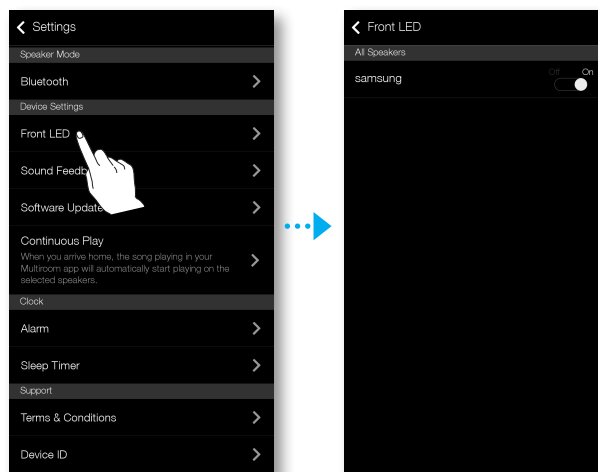 Settings
Speaker Mode
Bluetooth
Device Settings
Front LED
Sound Feedb
Software Update
Continuous Play
When you arrive home, the song playing in your
Multiroom app will automatically start playing on the
selected speakers.
Clock
Alarm
Sleep Timer
Support
Terms & Conditions
Device ID
Front LED
All Speakers
samsung
Off On